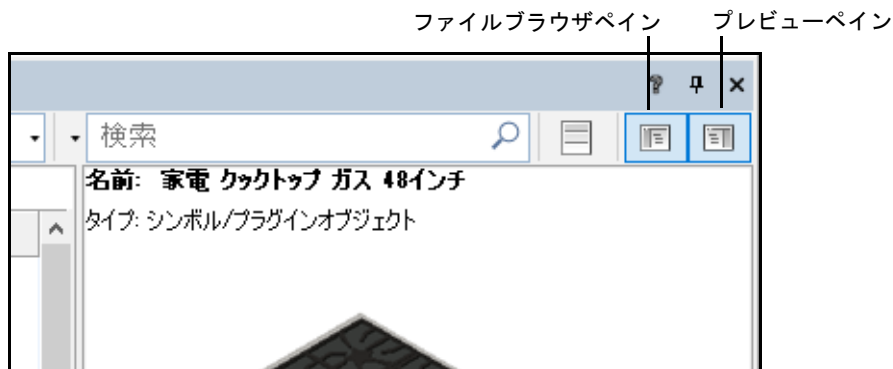 ファイルブラウザペイン プレビューペイン
検索
名前: 家電 クックトップ ガス 48インチ
タイプ: シンボル/プラグインオブジェクト